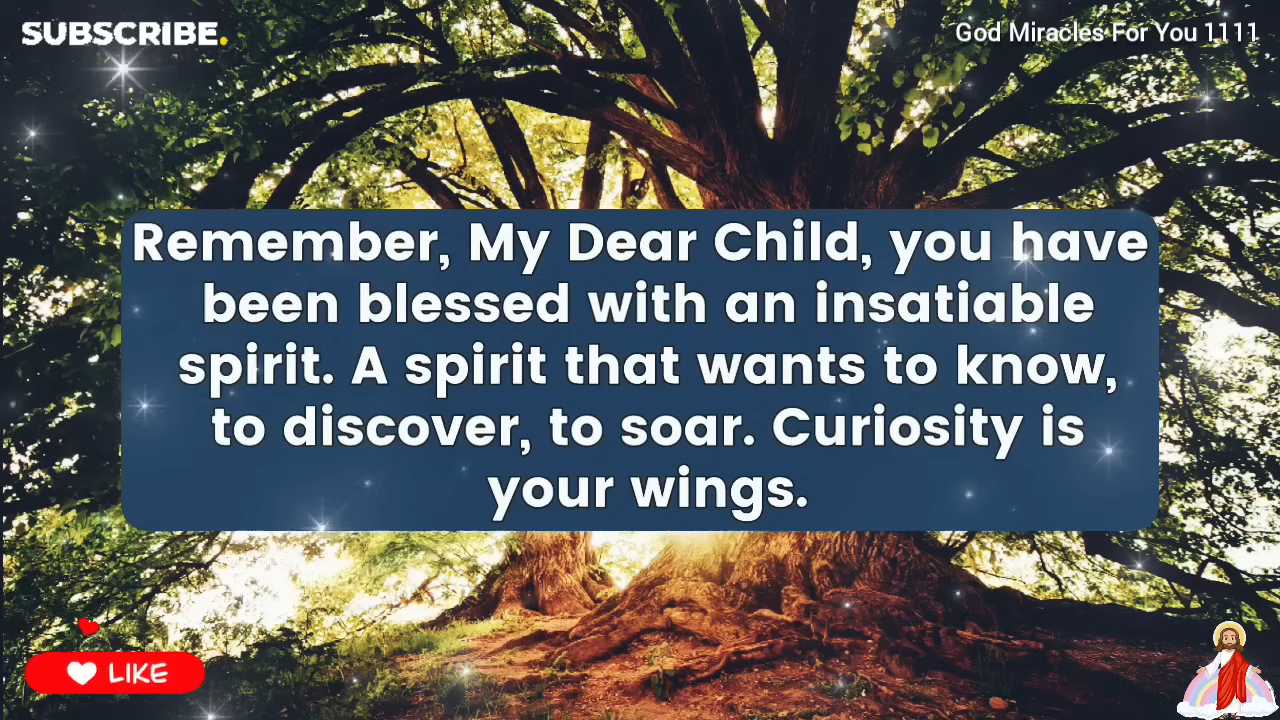 SUBSCRIBE.
God Miracles For You 1111
Remember, My Dear Child, you have
been blessed with an insatiable
spirit. A spirit that wants to know,
to discover, to soar. Curiosity is
your wings.
LIKE